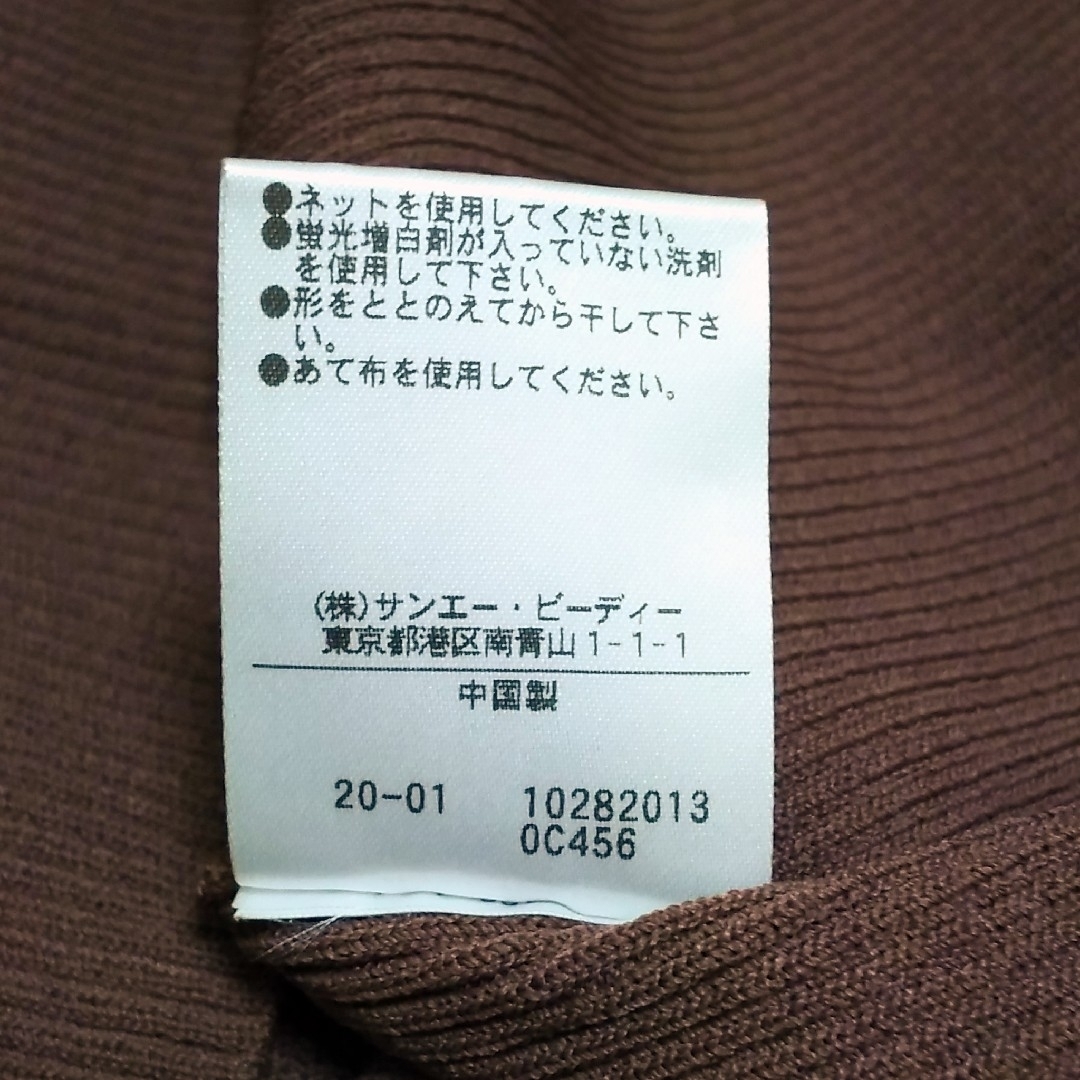 ●ネットを使用してください。
●蛍光増白剤が入っていない洗剤
を使用して下さい。
●形をととのえてから干して下さ
い。
●あて布を使用してください。
(株)サンエー・ビーディー
東京都港区南青山1-1-1
中国製
20-01 10282013
0C456